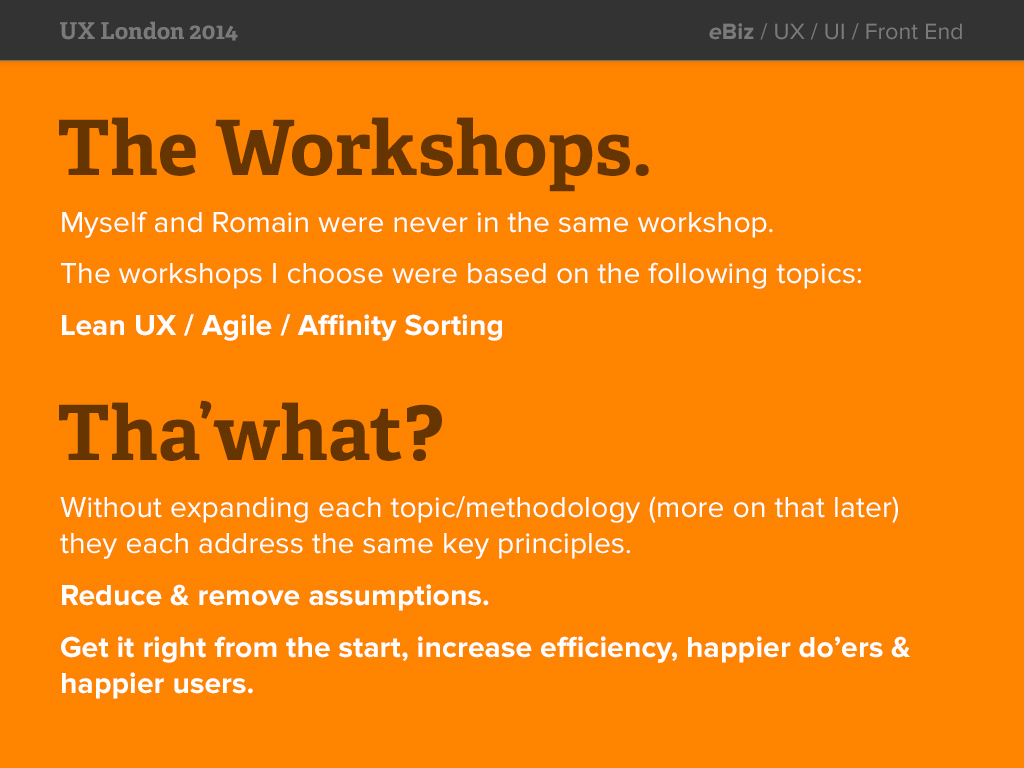 UX London 2014
eBiz / UX / UI / Front End
The Workshops.
Myself and Romain were never in the same workshop.
The workshops I choose were based on the following topics:
Lean UX / Agile / Affinity Sorting
Tha’what?
Without expanding each topic/methodology (more on that later)
they each address the same key principles.
Reduce & remove assumptions.
Get it right from the start, increase efficiency, happier do’ers &
happier users.